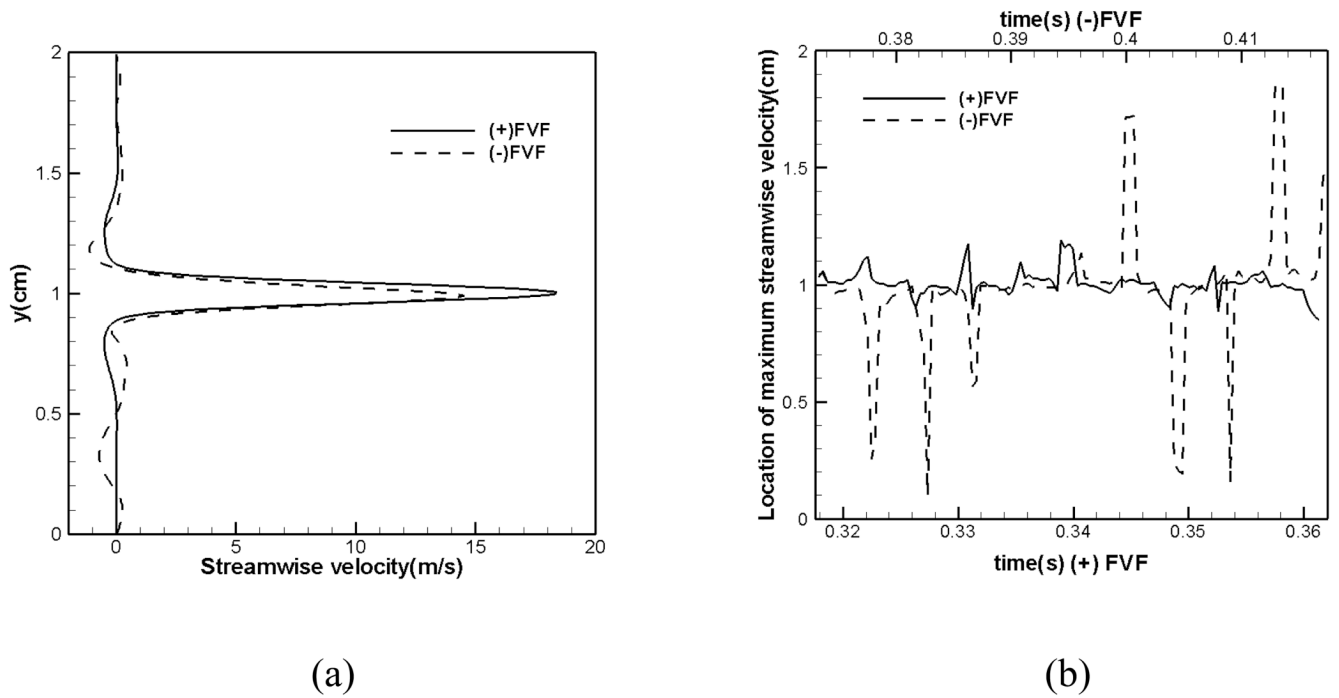 2
1.5
1
0.5
0
y(cm)
0
5
10
15
20
Streamwise velocity(m/s)
(+)FVF
(-)FVF
(a)
time(s) (-)FVF
0.38
0.39
0.4
0.41
2
1.5
1
0.5
0
Location of maximum streamwise velocity(cm)
(+)FVF
(-)FVF
0.32
0.33
0.34
0.35
0.36
time(s) (+) FVF
(b)